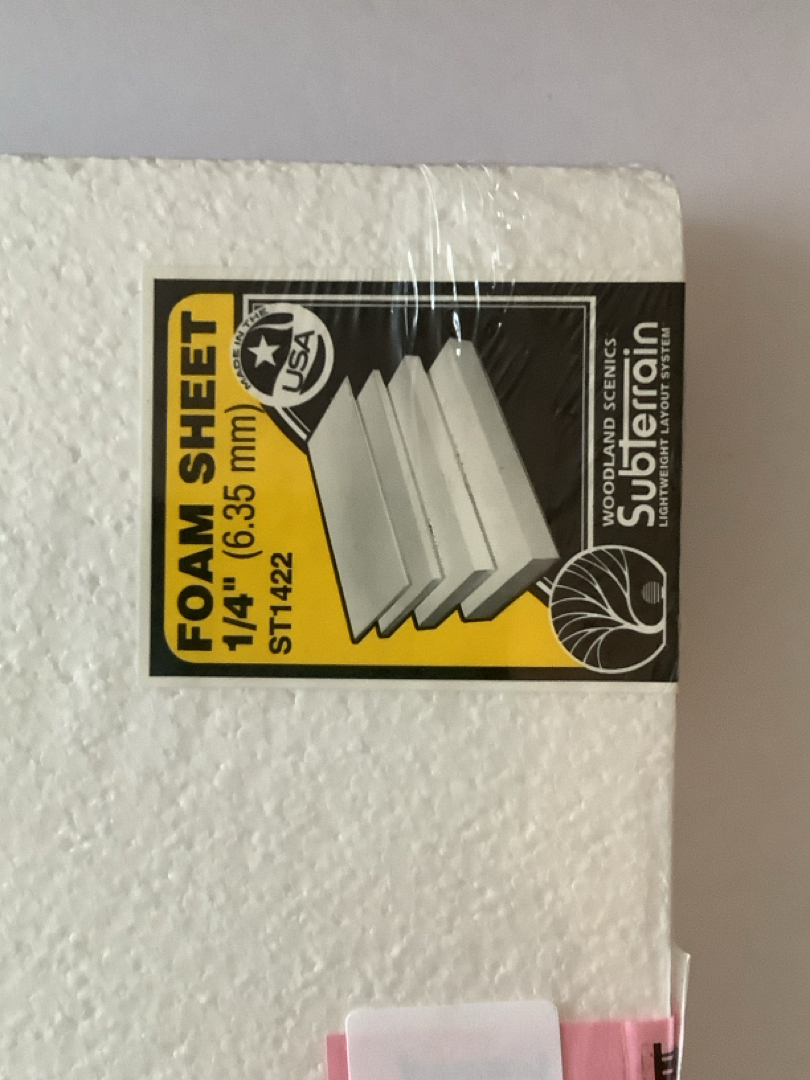 WOODLAND SCENICS
Subterrain
LIGHTWEIGHT LAYOUT SYSTEM
MADE IN THE
USA
FOAM SHEET
1/4" (6.35 mm)
ST1422